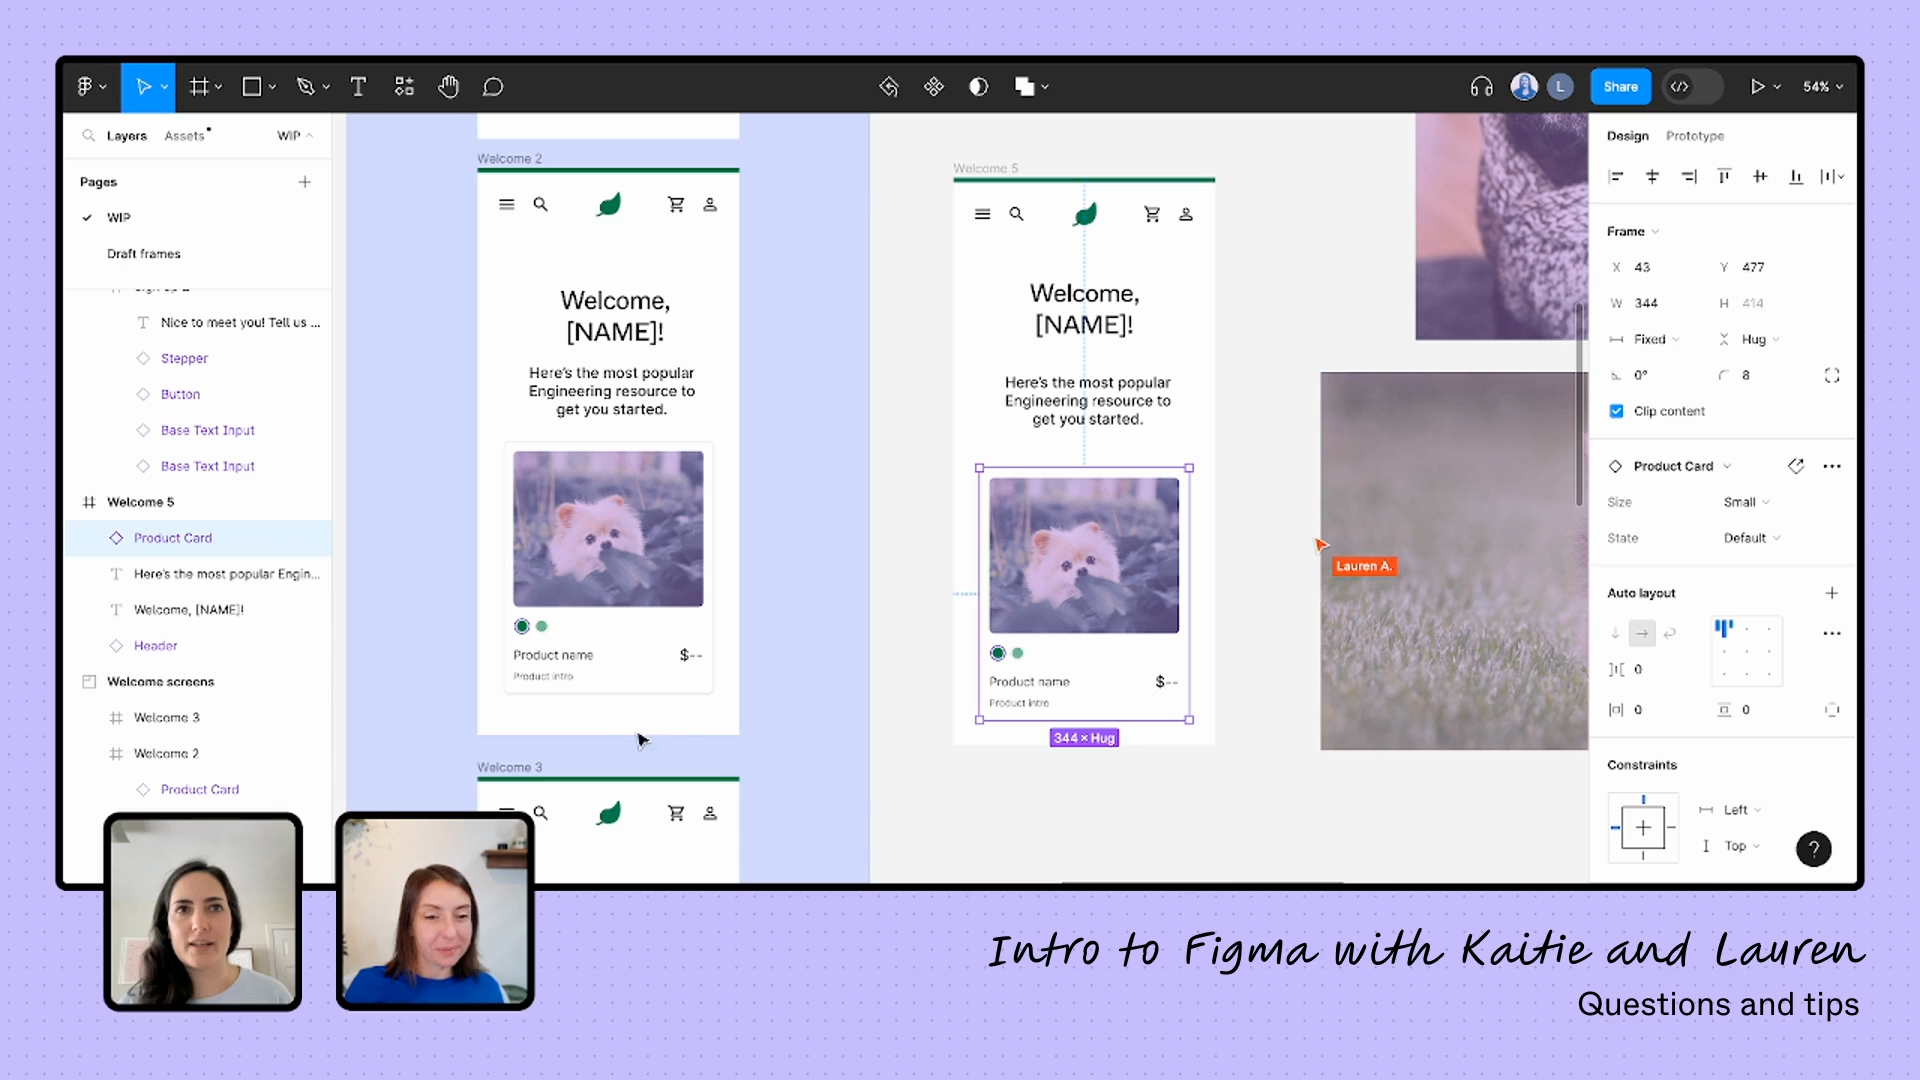 L
Share
54%
Layers
Assets
WIP
Pages
WIP
Draft frames
Nice to meet you! Tell us ...
Stepper
Button
Base Text Input
Base Text Input
Welcome 5
Product Card
Here's the most popular Engin...
Welcome, [NAME]!
Header
Welcome screens
Welcome 3
Welcome 2
Product Card
Welcome 2
Welcome,
[NAME]!
Here's the most popular
Engineering resource to
get you started.
Product name
$--
Product intro
Welcome 3
Welcome 5
Welcome,
[NAME]!
Here's the most popular
Engineering resource to
get you started.
Product name
$--
Product intro
344 × Hug
Lauren A.
Design
Prototype
Frame
X 43
Y 477
W 344
H 414
Fixed
Hug
0°
8
Clip content
Product Card
Size
Small
State
Default
Auto layout
0
0
0
Constraints
Left
Top
?
Intro to Figma with Kaitie and Lauren
Questions and tips